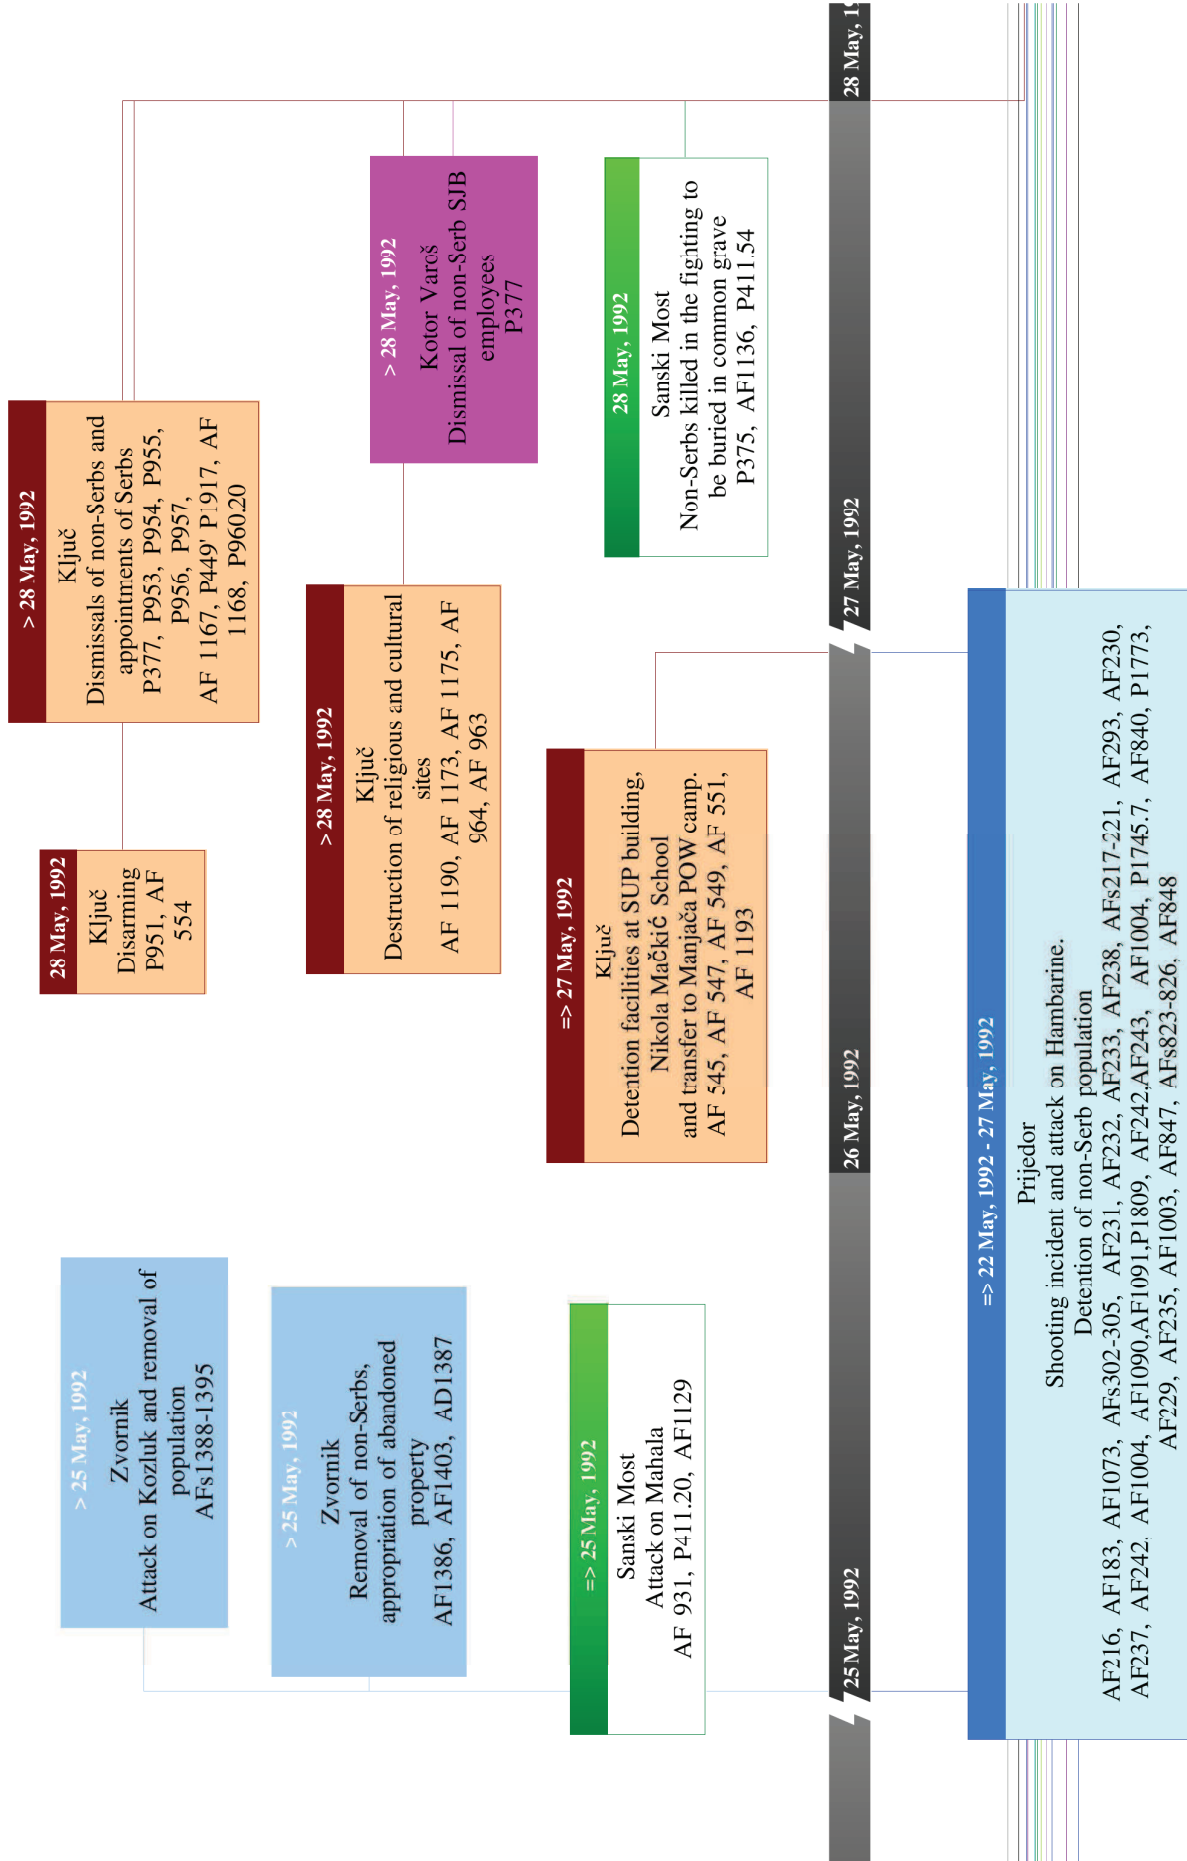 28 May, 1992
Ključ
Disarming
P951, AF
554
> 28 May, 1992
Ključ
Dismissals of non-Serbs and
appointments of Serbs
P377, P953, P954, P955,
P956, P957,
AF 1167, P449' P1917, AF
1168, P960.20
> 25 May, 1992
Zvornik
Attack on Kozluk and removal of
population
AFs1388-1395
> 25 May, 1992
Zvornik
Removal of non-Serbs,
appropriation of abandoned
property
AF1386, AF1403, AD1387
> 28 May, 1992
Ključ
Destruction of religious and cultural
sites
AF 1190, AF 1173, AF 1175, AF
964, AF 963
> 28 May, 1992
Kotor Varoš
Dismissal of non-Serb SJB
employees
P377
=> 25 May, 1992
Sanski Most
Attack on Mahala
AF 931, P411.20, AF1129
=> 27 May, 1992
Ključ
Detention facilities at SUP building,
Nikola Mačkić School
and transfer to Manjača POW camp.
AF 545, AF 547, AF 549, AF 551,
AF 1193
28 May, 1992
Sanski Most
Non-Serbs killed in the fighting to
be buried in common grave
P375, AF1136, P411.54
25 May, 1992
26 May, 1992
27 May, 1992
28 May, 19
=> 22 May, 1992 - 27 May, 1992
Prijedor
Shooting incident and attack on Hambarine.
Detention of non-Serb population
AF216, AF183, AF1073, AFs302-305, AF231, AF232, AF233, AF238, AFs217-221, AF293, AF230,
AF237, AF242. AF1004, AF1090,AF1091,P1809, AF242,AF243, AF1004, P1745.7, AF840, P1773,
AF229, AF235, AF1003, AF847, AFs823-826, AF848